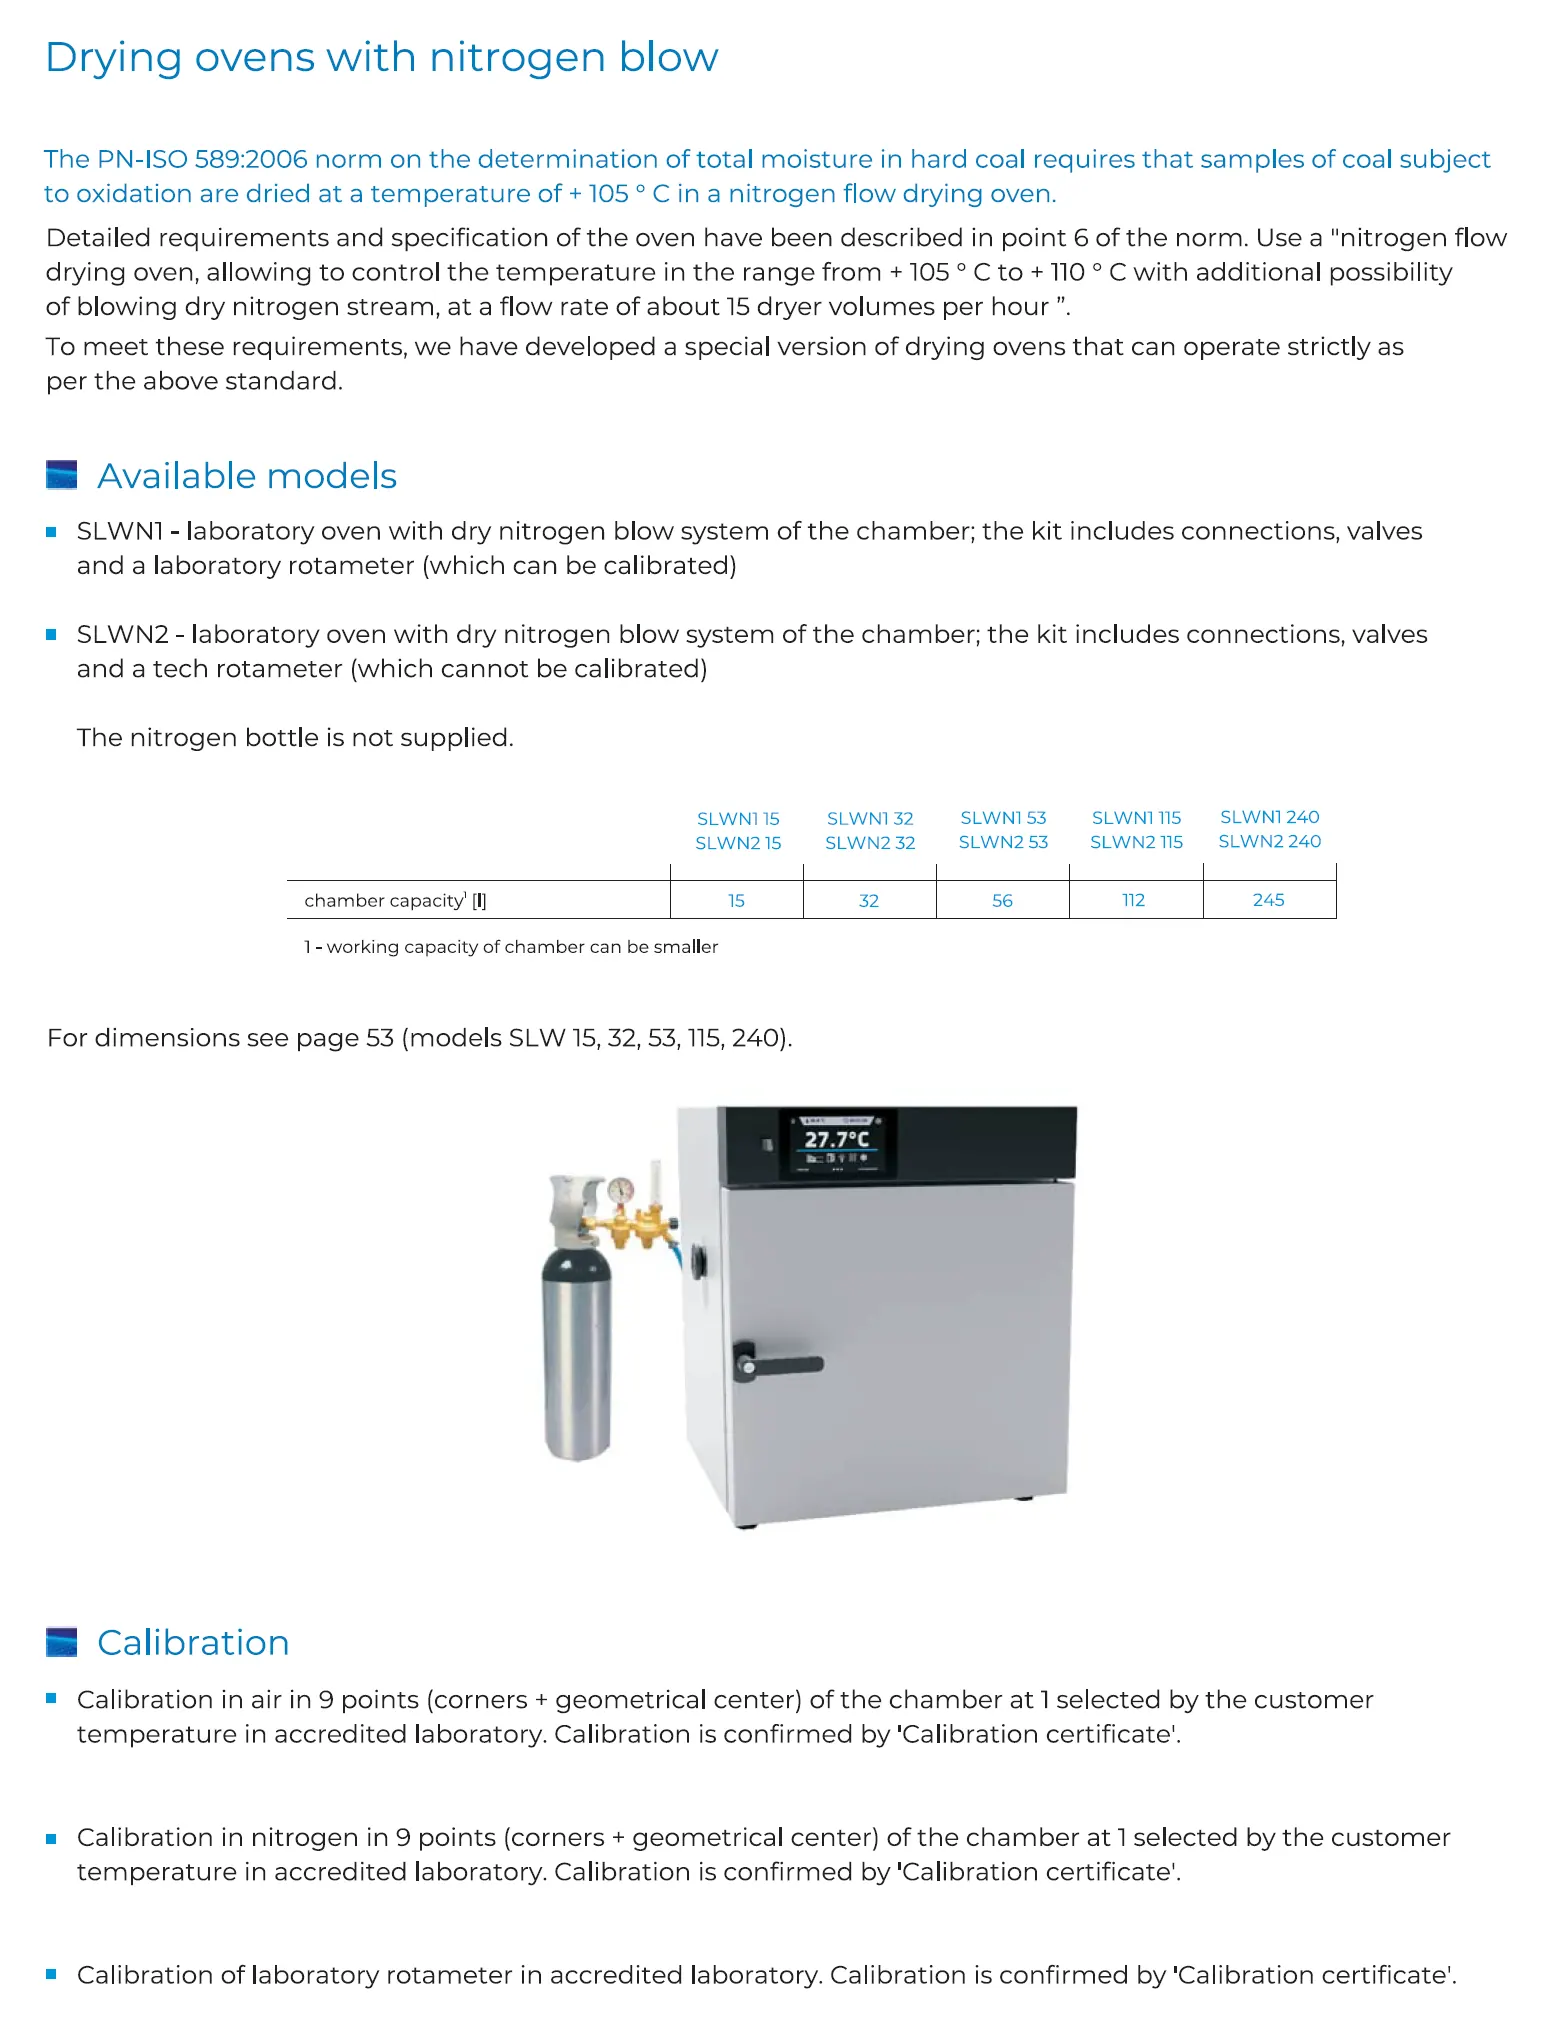 Drying ovens with nitrogen blow
The PN-ISO 589:2006 norm on the determination of total moisture in hard coal requires that samples of coal subject
to oxidation are dried at a temperature of + 105 ° C in a nitrogen flow drying oven.
Detailed requirements and specification of the oven have been described in point 6 of the norm. Use a "nitrogen flow
drying oven, allowing to control the temperature in the range from + 105 ° C to + 110 ° C with additional possibility
of blowing dry nitrogen stream, at a flow rate of about 15 dryer volumes per hour ”.
To meet these requirements, we have developed a special version of drying ovens that can operate strictly as
per the above standard.
Available models
SLWN1 - laboratory oven with dry nitrogen blow system of the chamber; the kit includes connections, valves
and a laboratory rotameter (which can be calibrated)
SLWN2 - laboratory oven with dry nitrogen blow system of the chamber; the kit includes connections, valves
and a tech rotameter (which cannot be calibrated)
The nitrogen bottle is not supplied.
SLWN1 15 SLWN1 32 SLWN1 53 SLWN1 115 SLWN1 240
SLWN2 15 SLWN2 32 SLWN2 53 SLWN2 115 SLWN2 240
chamber capacity¹ [l] 15 32 56 112 245
1 - working capacity of chamber can be smaller
For dimensions see page 53 (models SLW 15, 32, 53, 115, 240).
27.7°C
Calibration
Calibration in air in 9 points (corners + geometrical center) of the chamber at 1 selected by the customer
temperature in accredited laboratory. Calibration is confirmed by 'Calibration certificate'.
Calibration in nitrogen in 9 points (corners + geometrical center) of the chamber at 1 selected by the customer
temperature in accredited laboratory. Calibration is confirmed by 'Calibration certificate'.
Calibration of laboratory rotameter in accredited laboratory. Calibration is confirmed by 'Calibration certificate'.